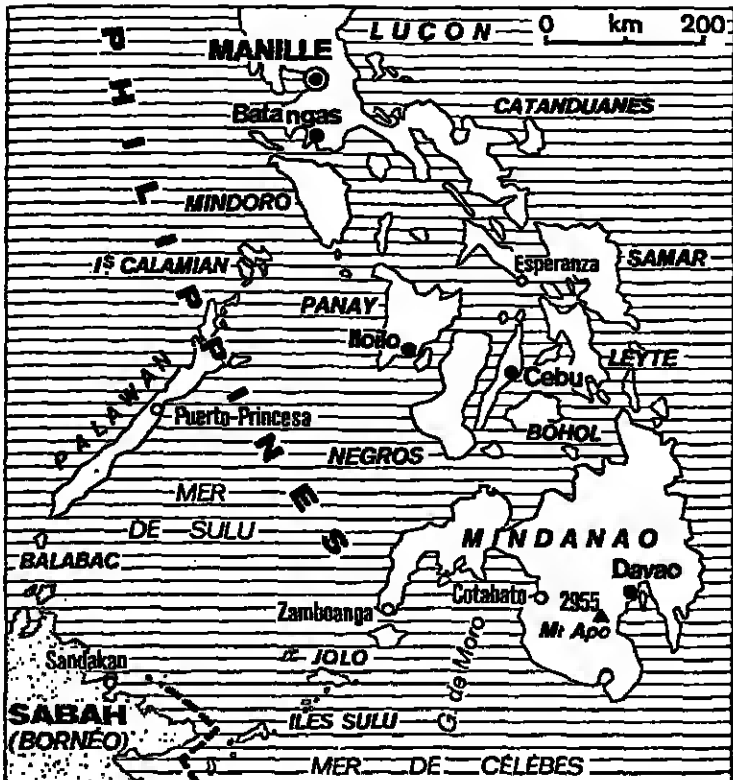 LUÇON
0 km 200
MANILLE
CATANDUANES
Batangas
MINDORO
Is CALAMIAN
Esperanza
SAMAR
PANAY
Iloilo
LEYTE
Cebu
PALAWAN
Puerto-Princesa
BOHOL
NEGROS
PHILIPPINES
MER
DE SULU
MINDANAO
BALABAC
Davao
Cotabato
2955
Mt Apo
Zamboanga
G. de Moro
JOLO
Sandakan
SABAH
(BORNÉO)
ILES SULU
MER DE CÉLÈBES